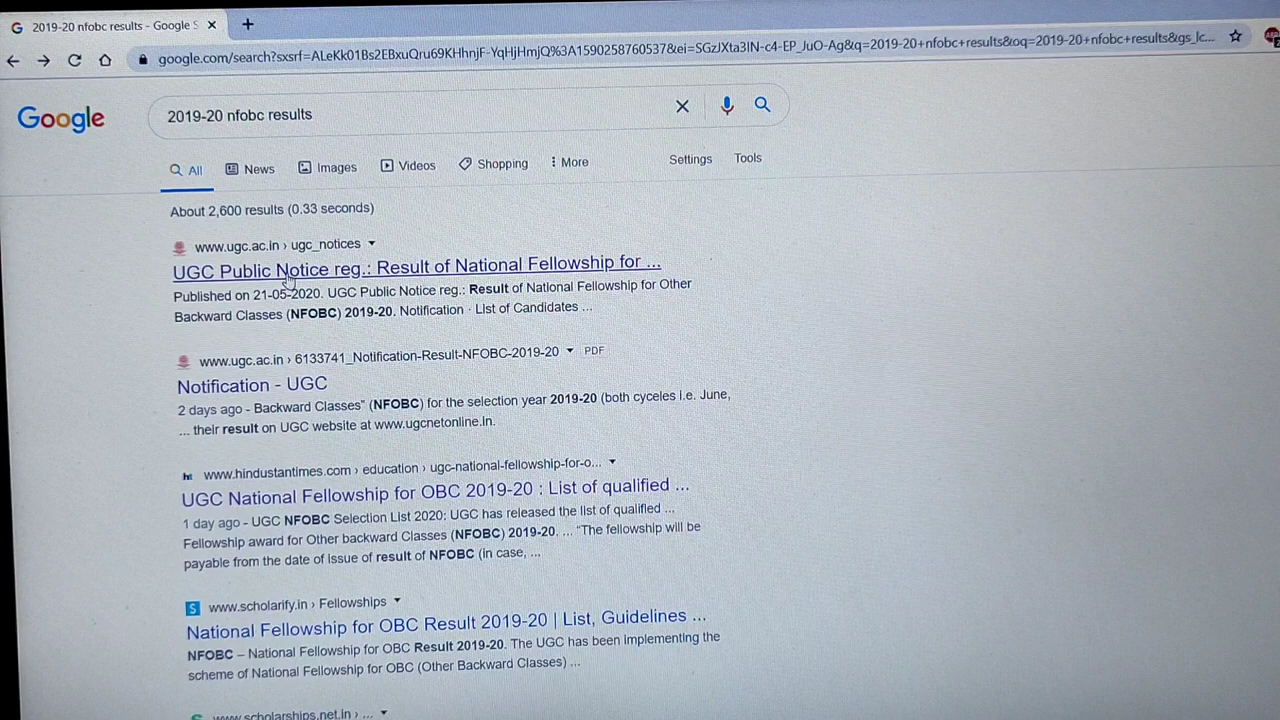 2019-20 nfobc results - Google S
google.com/search?sxsrf=ALeKk01Bs2EBxuQru69KHhnjF-YqHjHmjQ%3A1590258760537&ei=SGzJXta3IN-c4-EP_JuO-Ag&q=2019-20+nfobc+results&oq=2019-20+nfobc+results&gs_lc...
Google
2019-20 nfobc results
All News Images Videos Shopping More Settings Tools
About 2,600 results (0.33 seconds)
www.ugc.ac.in › ugc_notices
UGC Public Notice reg.: Result of National Fellowship for ...
Published on 21-05-2020. UGC Public Notice reg.: Result of National Fellowship for Other
Backward Classes (NFOBC) 2019-20. Notification · List of Candidates ...
www.ugc.ac.in › 6133741_Notification-Result-NFOBC-2019-20 PDF
Notification - UGC
2 days ago - Backward Classes" (NFOBC) for the selection year 2019-20 (both cyceles i.e. June,
... their result on UGC website at www.ugcnetonline.in.
ht www.hindustantimes.com › education › ugc-national-fellowship-for-o...
UGC National Fellowship for OBC 2019-20 : List of qualified ...
1 day ago - UGC NFOBC Selection List 2020: UGC has released the list of qualified ...
Fellowship award for Other backward Classes (NFOBC) 2019-20. ... "The fellowship will be
payable from the date of issue of result of NFOBC (in case, ...
S www.scholarify.in › Fellowships
National Fellowship for OBC Result 2019-20 | List, Guidelines ...
NFOBC – National Fellowship for OBC Result 2019-20. The UGC has been implementing the
scheme of National Fellowship for OBC (Other Backward Classes) ...
www.scholarships.net.in › ...